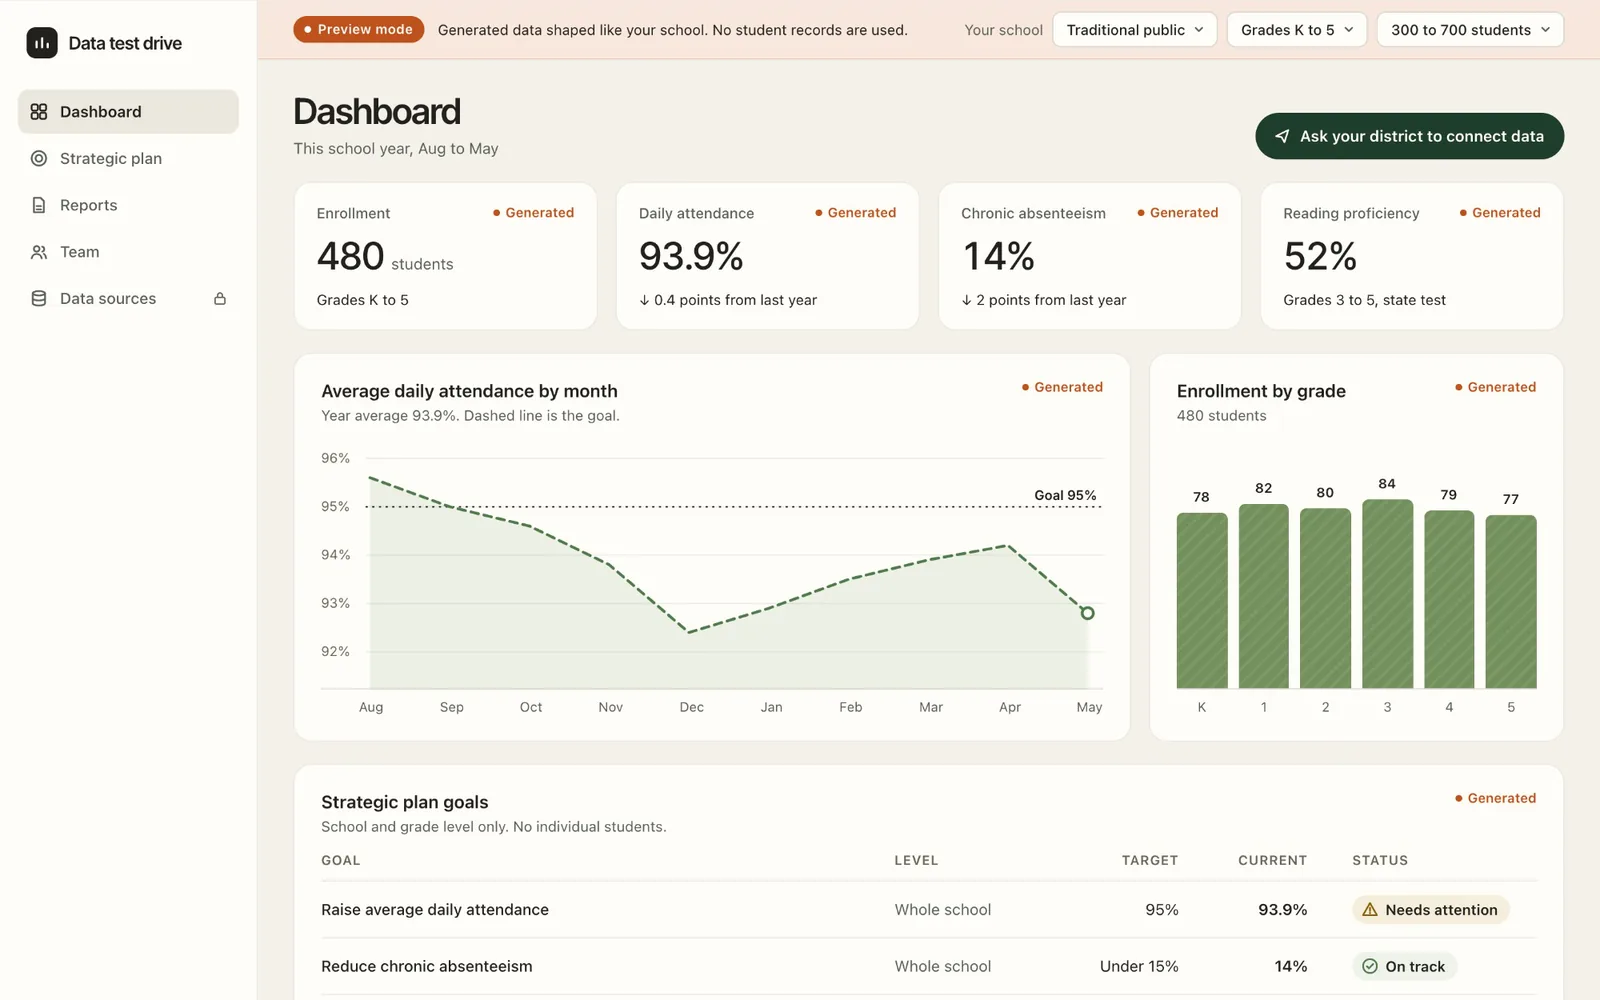 Data test drive
Dashboard
Strategic plan
Reports
Team
Data sources
Preview mode
Generated data shaped like your school. No student records are used.
Your school
Traditional public
Grades K to 5
300 to 700 students
Dashboard
This school year, Aug to May
Ask your district to connect data
Enrollment
Generated
480 students
Grades K to 5
Daily attendance
Generated
93.9%
↓ 0.4 points from last year
Chronic absenteeism
Generated
14%
↓ 2 points from last year
Reading proficiency
Generated
52%
Grades 3 to 5, state test
Average daily attendance by month
Generated
Year average 93.9%. Dashed line is the goal.
96%
95%
94%
93%
92%
Goal 95%
Aug Sep Oct Nov Dec Jan Feb Mar Apr May
Enrollment by grade
Generated
480 students
78 82 80 84 79 77
K 1 2 3 4 5
Strategic plan goals
Generated
School and grade level only. No individual students.
GOAL LEVEL TARGET CURRENT STATUS
Raise average daily attendance Whole school 95% 93.9% Needs attention
Reduce chronic absenteeism Whole school Under 15% 14% On track